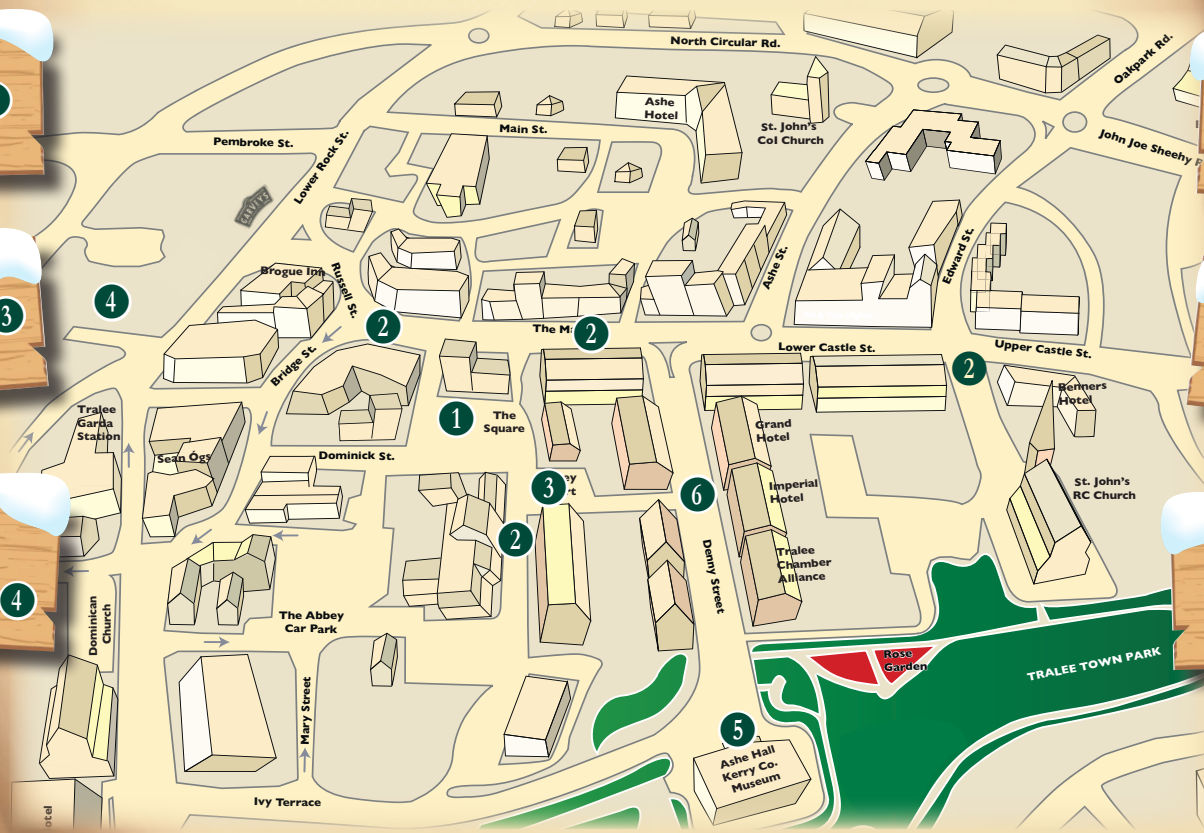 North Circular Rd.
Oakpark Rd.
Ashe
Hotel
St. John's
Col Church
Main St.
Pembroke St.
Lower Rock St.
John Joe Sheehy
CARVERYS
Brogue Inn
Russell St.
Ashe St.
Edward St.
3
4
2
The
2
Lower Castle St.
Upper Castle St.
2
Bridge St.
Benners
Hotel
Tralee
Garda
Station
1
The
Square
Grand
Hotel
Sean Ógs
Dominick St.
3
6
Imperial
Hotel
St. John's
RC Church
2
Tralee
Chamber
Alliance
Denny Street
4
Dominican
Church
The Abbey
Car Park
Rose
Garden
TRALEE TOWN PARK
Mary Street
5
Ashe Hall
Kerry Co.
Museum
Ivy Terrace